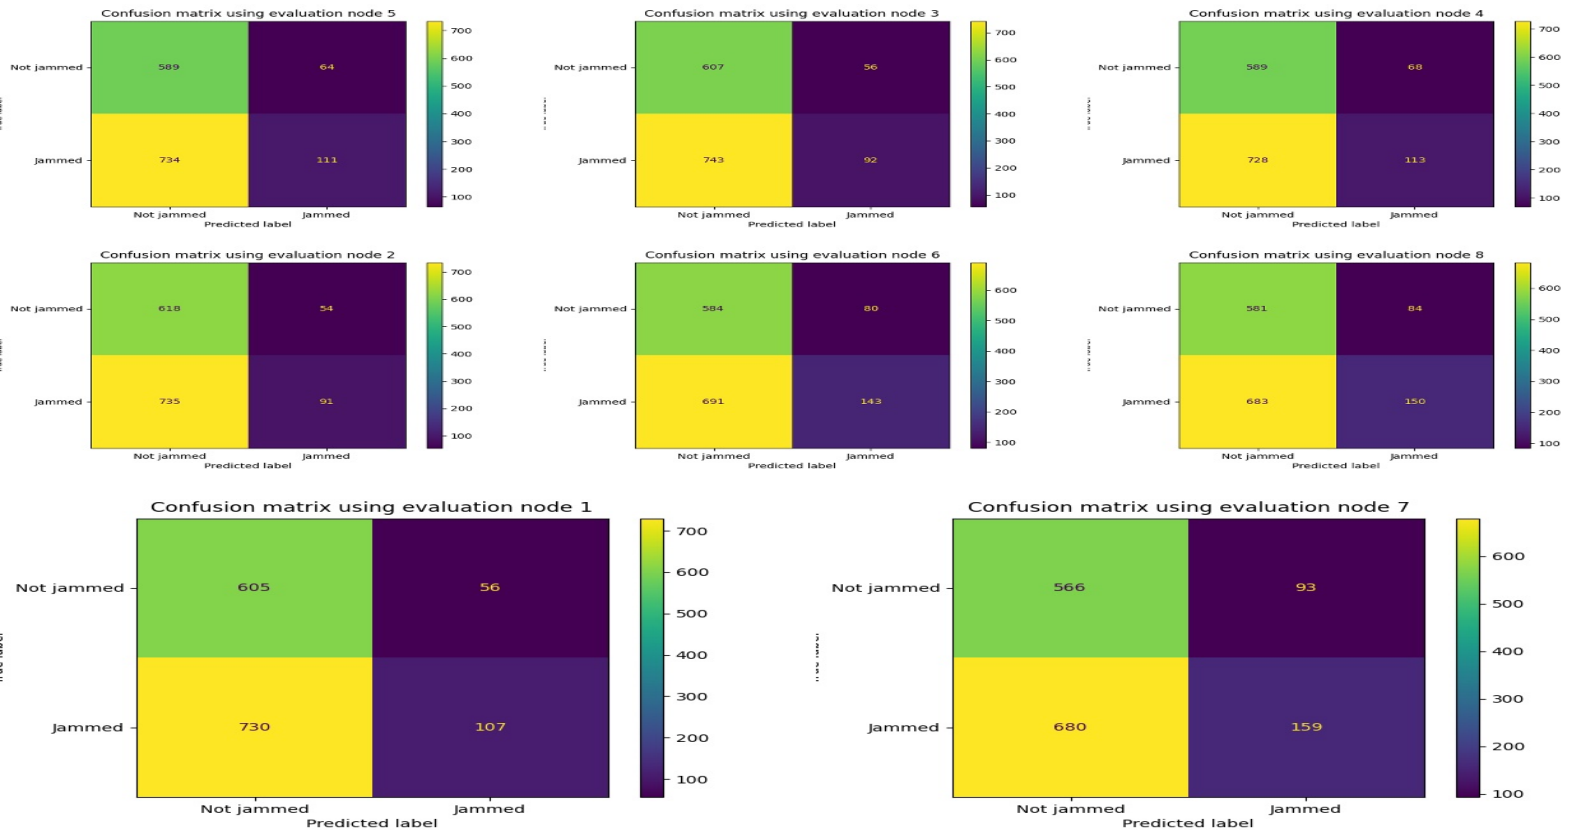 Confusion matrix using evaluation node 5
Not jammed
589
64
Jammed
734
111
Not jammed
Jammed
Predicted label
700
600
500
400
300
200
100
Confusion matrix using evaluation node 3
Not jammed
607
56
Jammed
743
92
Not jammed
Jammed
Predicted label
700
600
500
400
300
200
100
Confusion matrix using evaluation node 4
Not jammed
589
68
Jammed
728
113
Not jammed
Jammed
Predicted label
700
600
500
400
300
200
100
Confusion matrix using evaluation node 2
Not jammed
618
54
Jammed
735
91
Not jammed
Jammed
Predicted label
700
600
500
400
300
200
100
Confusion matrix using evaluation node 6
Not jammed
584
80
Jammed
691
143
Not jammed
Jammed
Predicted label
600
500
400
300
200
100
Confusion matrix using evaluation node 8
Not jammed
581
84
Jammed
683
150
Not jammed
Jammed
Predicted label
600
500
400
300
200
100
Confusion matrix using evaluation node 1
Not jammed
605
56
Jammed
730
107
Not jammed
Jammed
Predicted label
700
600
500
400
300
200
100
Confusion matrix using evaluation node 7
Not jammed
566
93
Jammed
680
159
Not jammed
Jammed
Predicted label
600
500
400
300
200
100